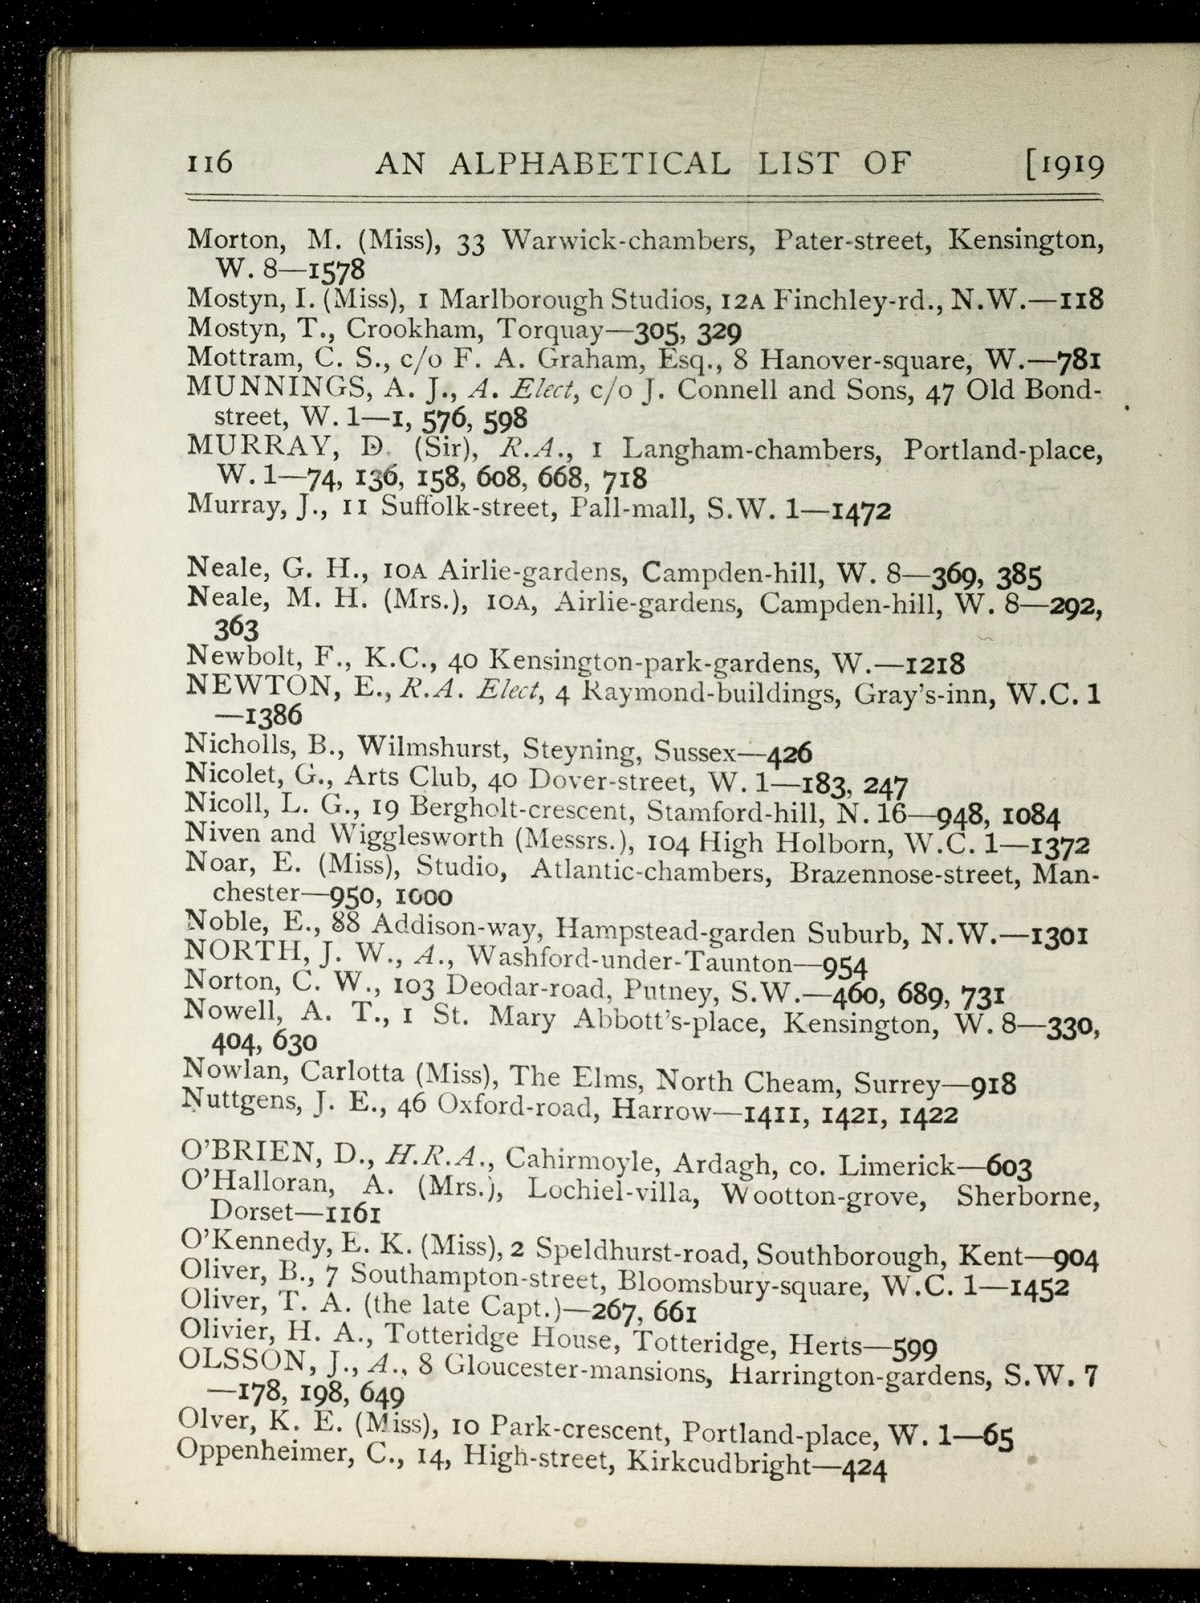 116 AN ALPHABETICAL LIST OF [1919
Morton, M. (Miss), 33 Warwick-chambers, Pater-street, Kensington,
W. 8—1578
Mostyn, I. (Miss), 1 Marlborough Studios, 12A Finchley-rd., N.W.—118
Mostyn, T., Crookham, Torquay—305, 329
Mottram, C. S., c/o F. A. Graham, Esq., 8 Hanover-square, W.—781
MUNNINGS, A. J., A. Elect, c/o J. Connell and Sons, 47 Old Bond-
street, W. 1—1, 576, 598
MURRAY, D. (Sir), R.A., 1 Langham-chambers, Portland-place,
W. 1—74, 136, 158, 608, 668, 718
Murray, J., 11 Suffolk-street, Pall-mall, S.W. 1—1472
Neale, G. H., 10A Airlie-gardens, Campden-hill, W. 8—369, 385
Neale, M. H. (Mrs.), 10A, Airlie-gardens, Campden-hill, W. 8—292,
363
Newbolt, F., K.C., 40 Kensington-park-gardens, W.—1218
NEWTON, E., R.A. Elect, 4 Raymond-buildings, Gray's-inn, W.C. 1
—1386
Nicholls, B., Wilmshurst, Steyning, Sussex—426
Nicolet, G., Arts Club, 40 Dover-street, W. 1—183, 247
Nicoll, L. G., 19 Bergholt-crescent, Stamford-hill, N. 16—948, 1084
Niven and Wigglesworth (Messrs.), 104 High Holborn, W.C. 1—1372
Noar, E. (Miss), Studio, Atlantic-chambers, Brazennose-street, Man-
chester—950, 1000
Noble, E., 88 Addison-way, Hampstead-garden Suburb, N.W.—1301
NORTH, J. W., A., Washford-under-Taunton—954
Norton, C. W., 103 Deodar-road, Putney, S.W.—460, 689, 731
Nowell, A. T., 1 St. Mary Abbott's-place, Kensington, W. 8—330,
404, 630
Nowlan, Carlotta (Miss), The Elms, North Cheam, Surrey—918
Nuttgens, J. E., 46 Oxford-road, Harrow—1411, 1421, 1422
O'BRIEN, D., H.R.A., Cahirmoyle, Ardagh, co. Limerick—603
O'Halloran, A. (Mrs.), Lochiel-villa, Wootton-grove, Sherborne,
Dorset—1161
O'Kennedy, E. K. (Miss), 2 Speldhurst-road, Southborough, Kent—904
Oliver, B., 7 Southampton-street, Bloomsbury-square, W.C. 1—1452
Oliver, T. A. (the late Capt.)—267, 661
Olivier, H. A., Totteridge House, Totteridge, Herts—599
OLSSON, J., A., 8 Gloucester-mansions, Harrington-gardens, S.W. 7
—178, 198, 649
Olver, K. E. (Miss), 10 Park-crescent, Portland-place, W. 1—65
Oppenheimer, C., 14, High-street, Kirkcudbright—424